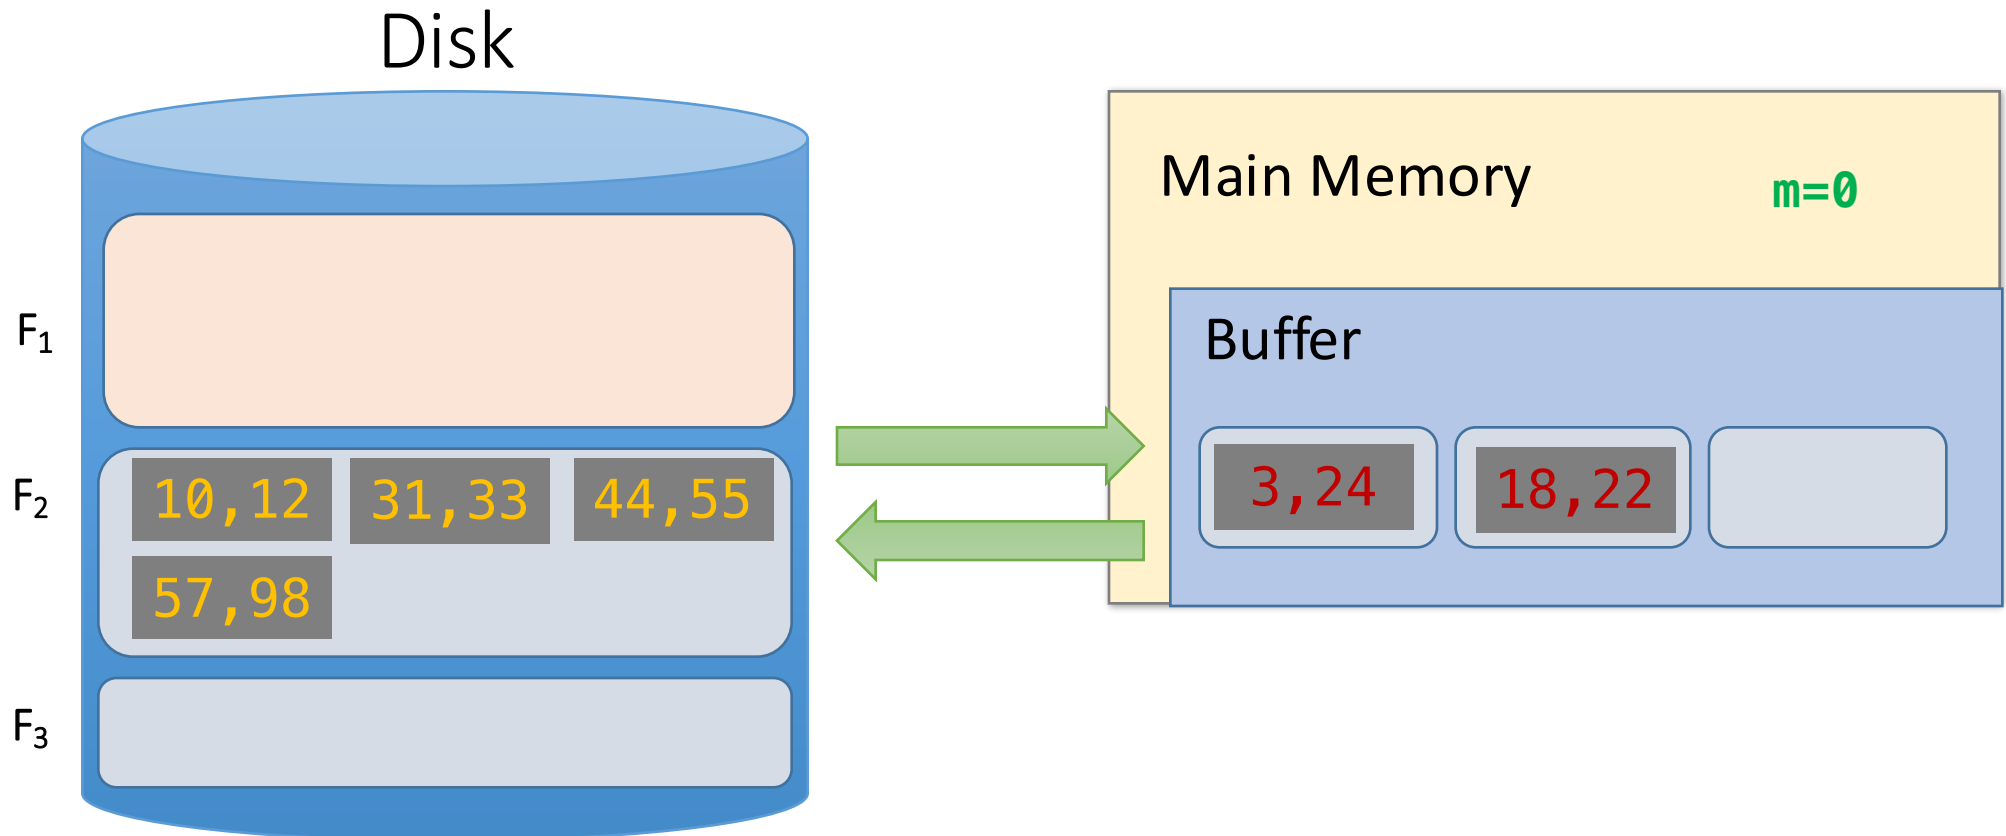 Disk
Main Memory
m=0
F1
Buffer
F2
10,12 31,33 44,55
57,98
3,24 18,22
F3